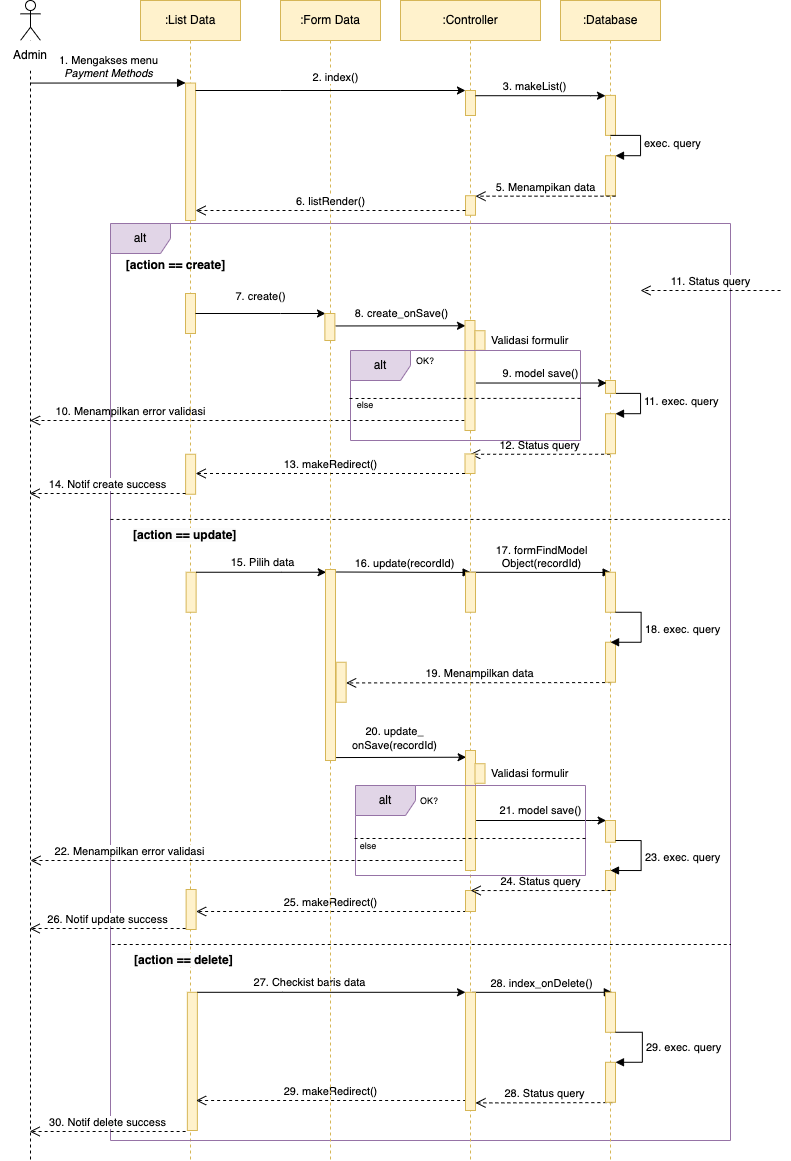 :List Data
:Form Data
:Controller
:Database
Admin
1. Mengakses menu
Payment Methods
2. index()
3. makeList()
exec. query
5. Menampikan data
6. listRender()
alt
[action == create]
11. Status query
7. create()
8. create_onSave()
Validasi formulir
alt
OK?
9. model save()
else
11. exec. query
10. Menampilkan error validasi
12. Status query
13. makeRedirect()
14. Notif create success
[action == update]
15. Pilih data
16. update(recordId)
17. formFindModel
Object(recordId)
18. exec. query
19. Menampilkan data
20. update_
onSave(recordId)
Validasi formulir
alt
OK?
21. model save()
else
22. Menampilkan error validasi
23. exec. query
24. Status query
25. makeRedirect()
26. Notif update success
[action == delete]
27. Checkist baris data
28. index_onDelete()
29. exec. query
29. makeRedirect()
28. Status query
30. Notif delete success